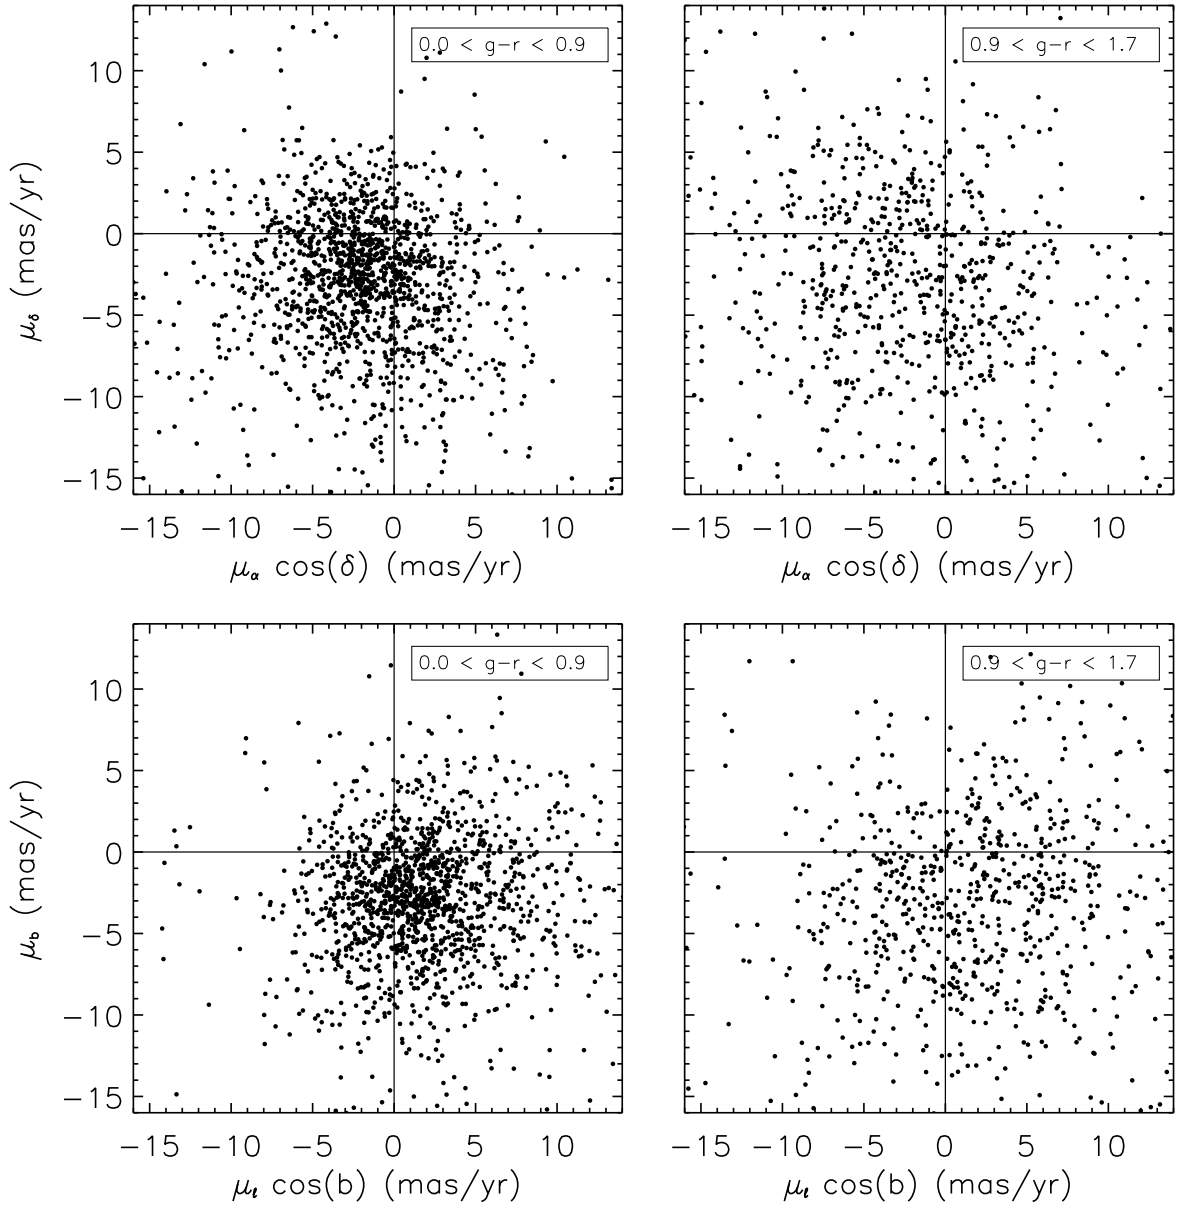 0.0 < g−r < 0.9
10
5
0
−5
−10
−15
μδ (mas/yr)
−15 −10 −5 0 5 10
μα cos(δ) (mas/yr)
0.9 < g−r < 1.7
−15 −10 −5 0 5 10
μα cos(δ) (mas/yr)
0.0 < g−r < 0.9
10
5
0
−5
−10
−15
μb (mas/yr)
−15 −10 −5 0 5 10
μℓ cos(b) (mas/yr)
0.9 < g−r < 1.7
−15 −10 −5 0 5 10
μℓ cos(b) (mas/yr)